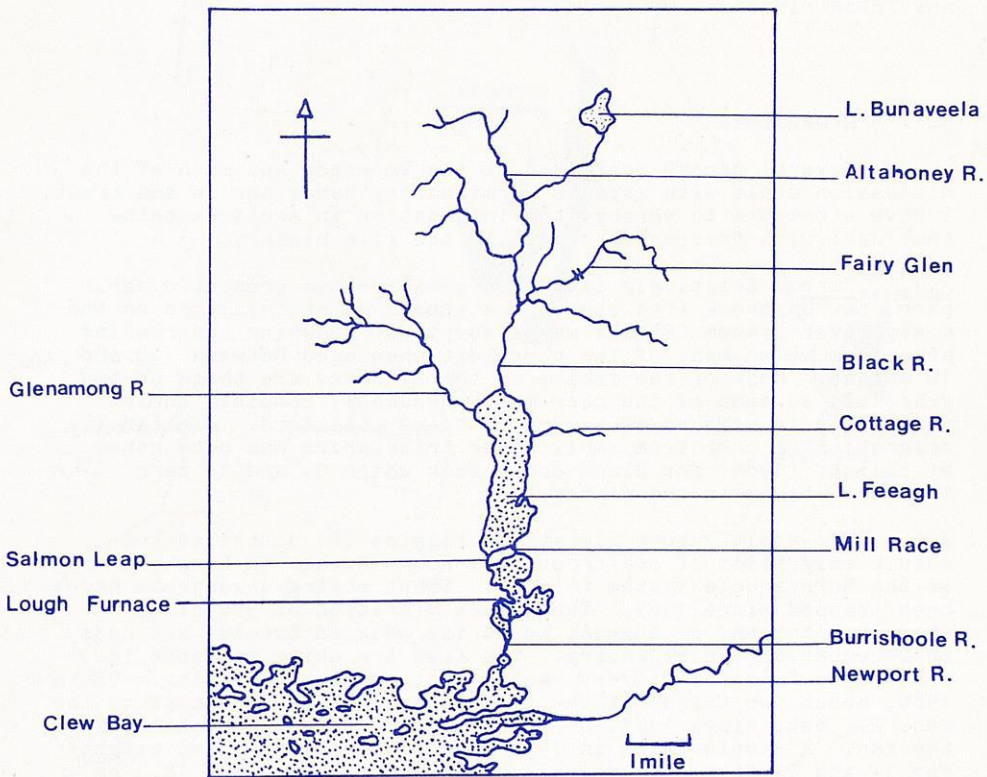 L. Bunaveela
Altahoney R.
Fairy Glen
Black R.
Glenamong R
Cottage R.
L. Feeagh
Mill Race
Salmon Leap
Lough Furnace
Burrishoole R.
Newport R.
Clew Bay
1mile